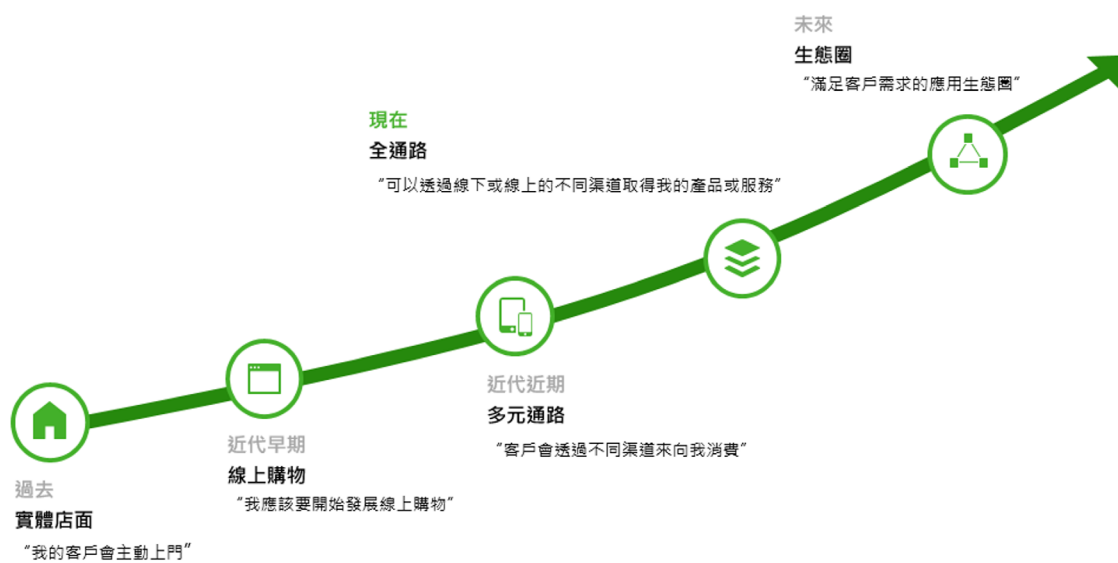 過去
實體店面
“我的客戶會主動上門”
近代早期
線上購物
“我應該要開始發展線上購物”
近代近期
多元通路
“客戶會透過不同渠道來向我消費”
現在
全通路
“可以透過線下或線上的不同渠道取得我的產品或服務”
未來
生態圈
“滿足客戶需求的應用生態圈”